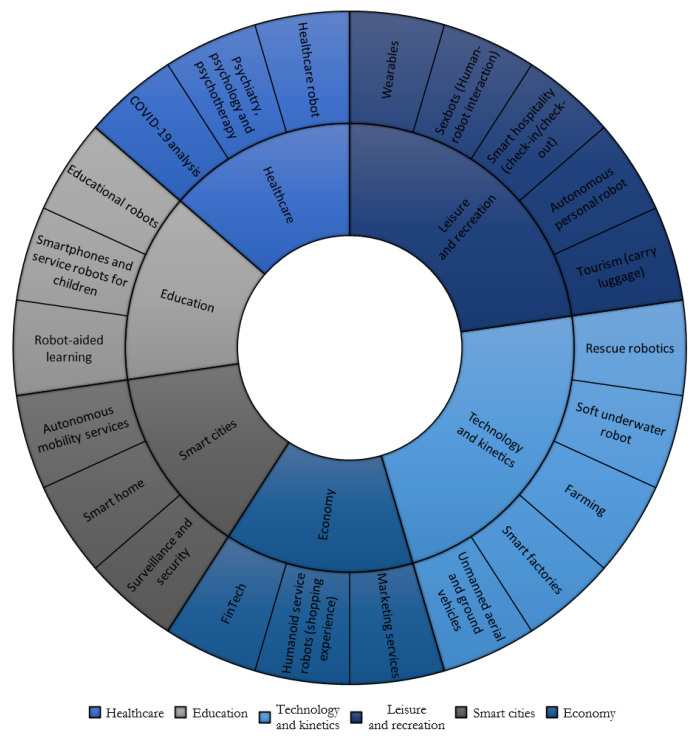 Wearables
Sexbots (Human-
robot interaction)
Smart hospitality
(check-in/check-
out)
Autonomous
personal robot
Tourism (carry
luggage)
Leisure
and recreation
Rescue robotics
Soft underwater
robot
Farming
Smart factories
Unmanned aerial
and ground
vehicles
Technology
and kinetics
Marketing services
Humanoid service
robots (shopping
experience)
FinTech
Economy
Surveillance and
security
Smart home
Autonomous
mobility services
Smart cities
Robot-aided
learning
Smartphones and
service robots for
children
Educational robots
Education
COVID-19 analysis
Psychiatry,
psychology and
psychotherapy
Healthcare robot
Healthcare
Healthcare
Education
Technology
and kinetics
Leisure
and recreation
Smart cities
Economy